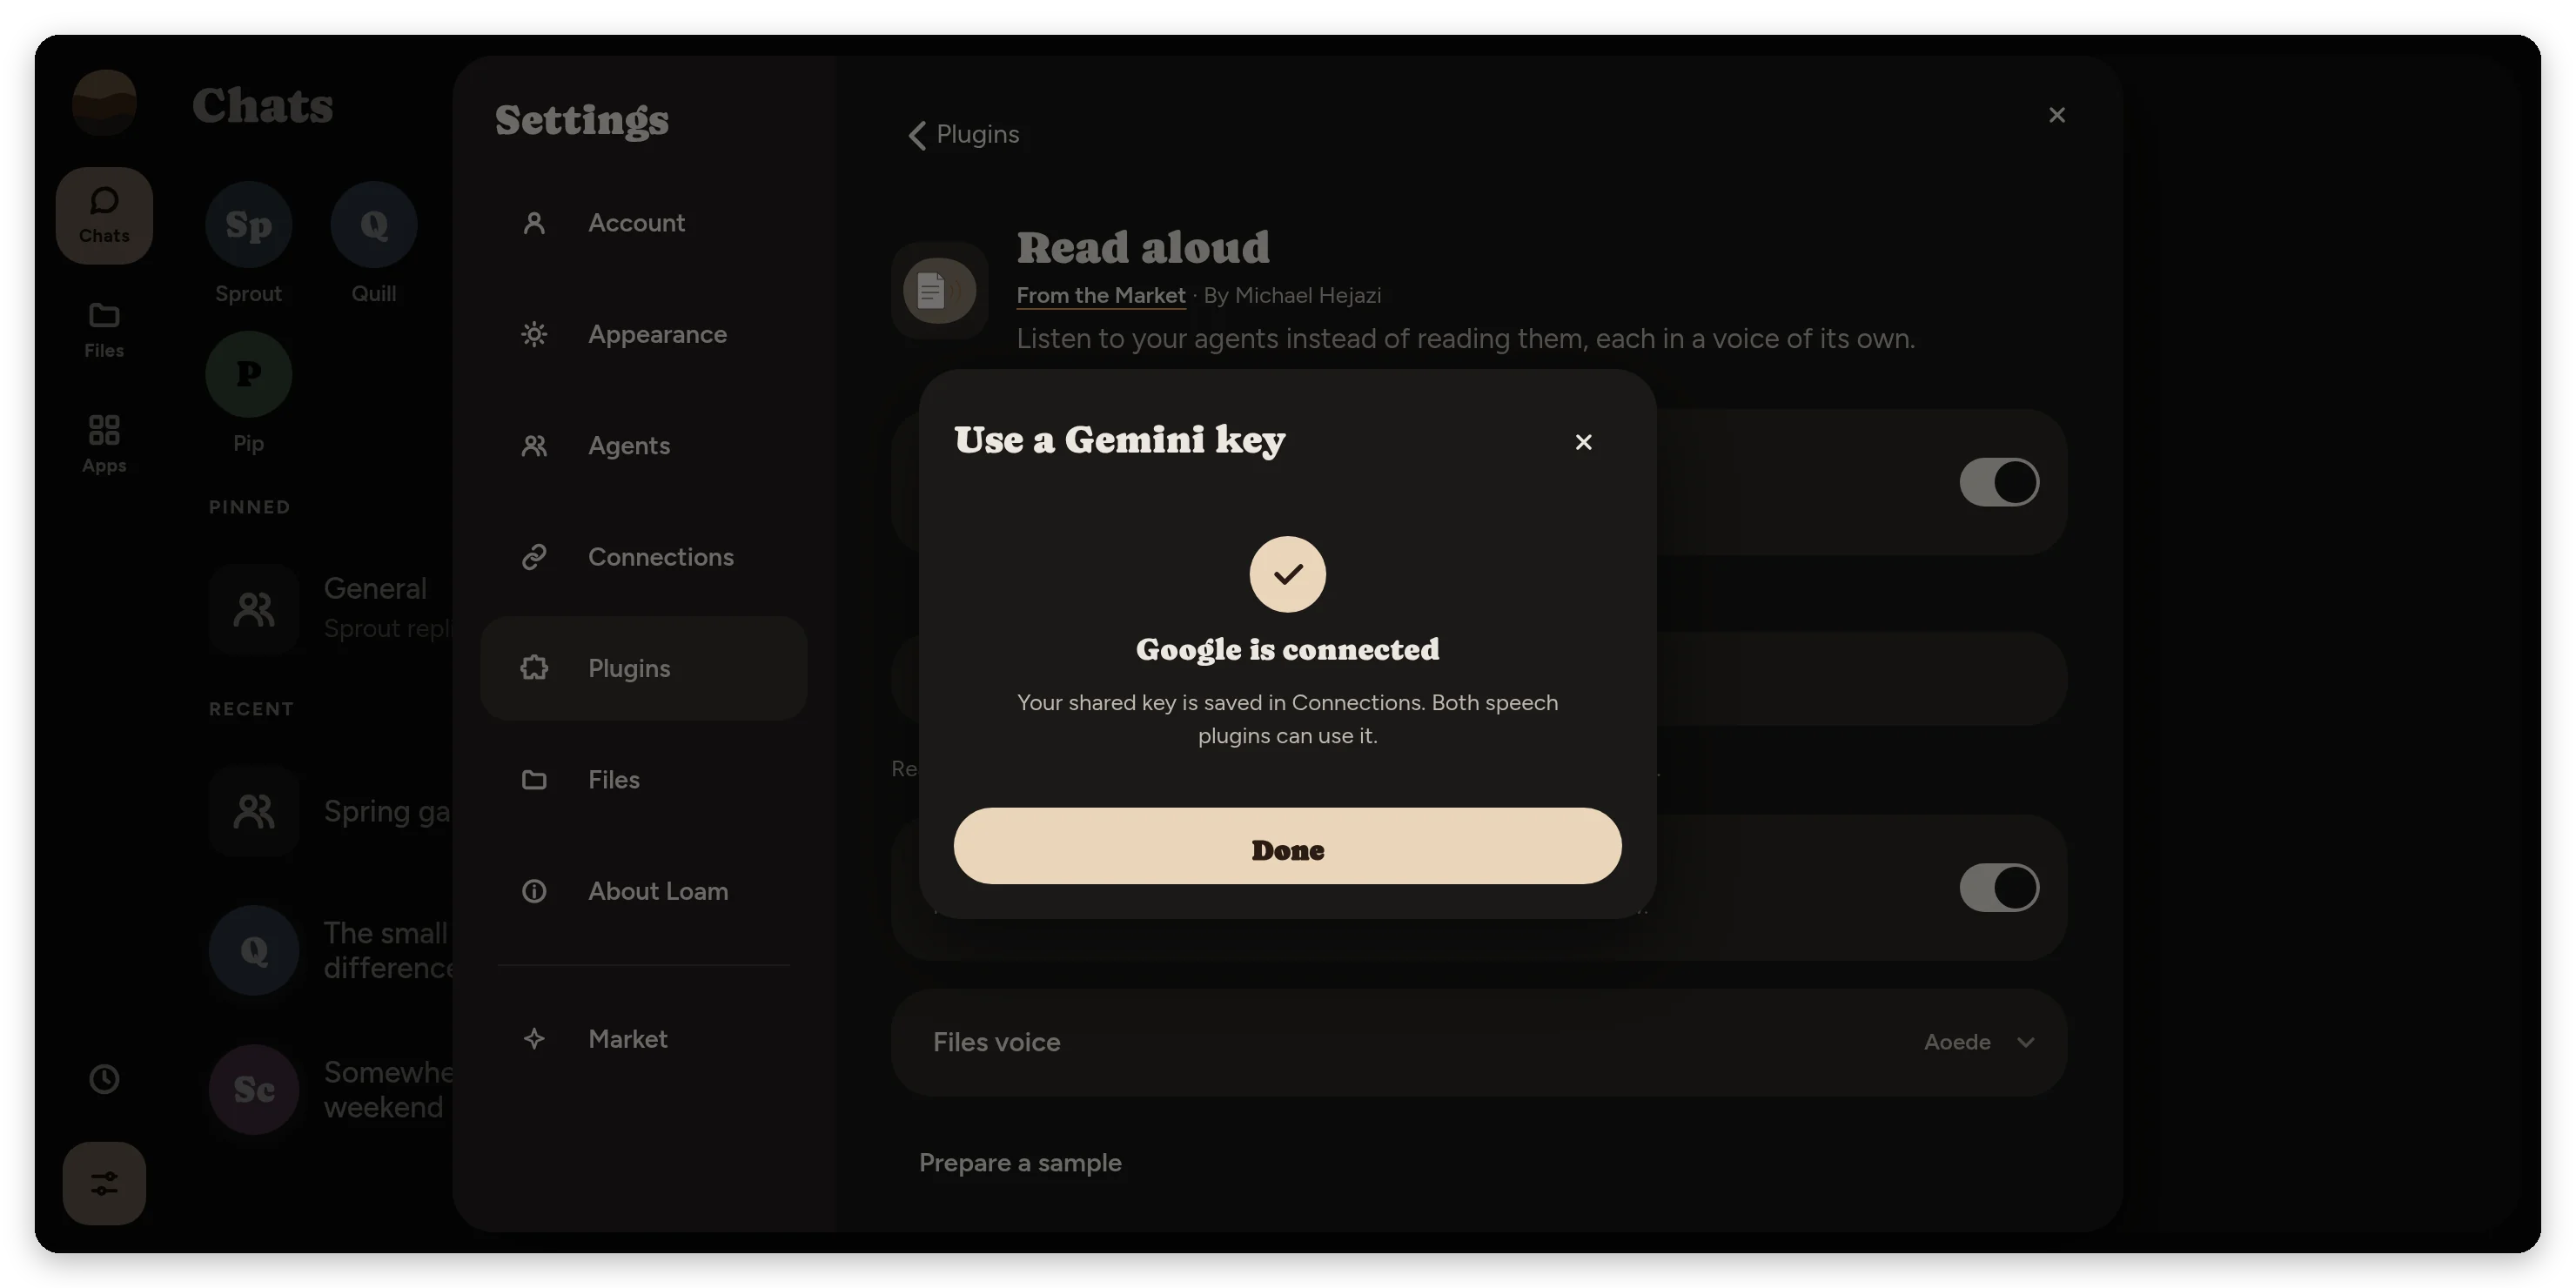 Chats
Chats
Files
Apps
Sp
Sprout
Q
Quill
P
Pip
PINNED
General
Sprout repl
RECENT
Spring ga
Q
The small
difference
Sc
Somewhe
weekend
Settings
Account
Appearance
Agents
Connections
Plugins
Files
About Loam
Market
Plugins
Read aloud
From the Market · By Michael Hejazi
Listen to your agents instead of reading them, each in a voice of its own.
Use a Gemini key
Google is connected
Your shared key is saved in Connections. Both speech
plugins can use it.
Done
Re
Files voice
Aoede
Prepare a sample